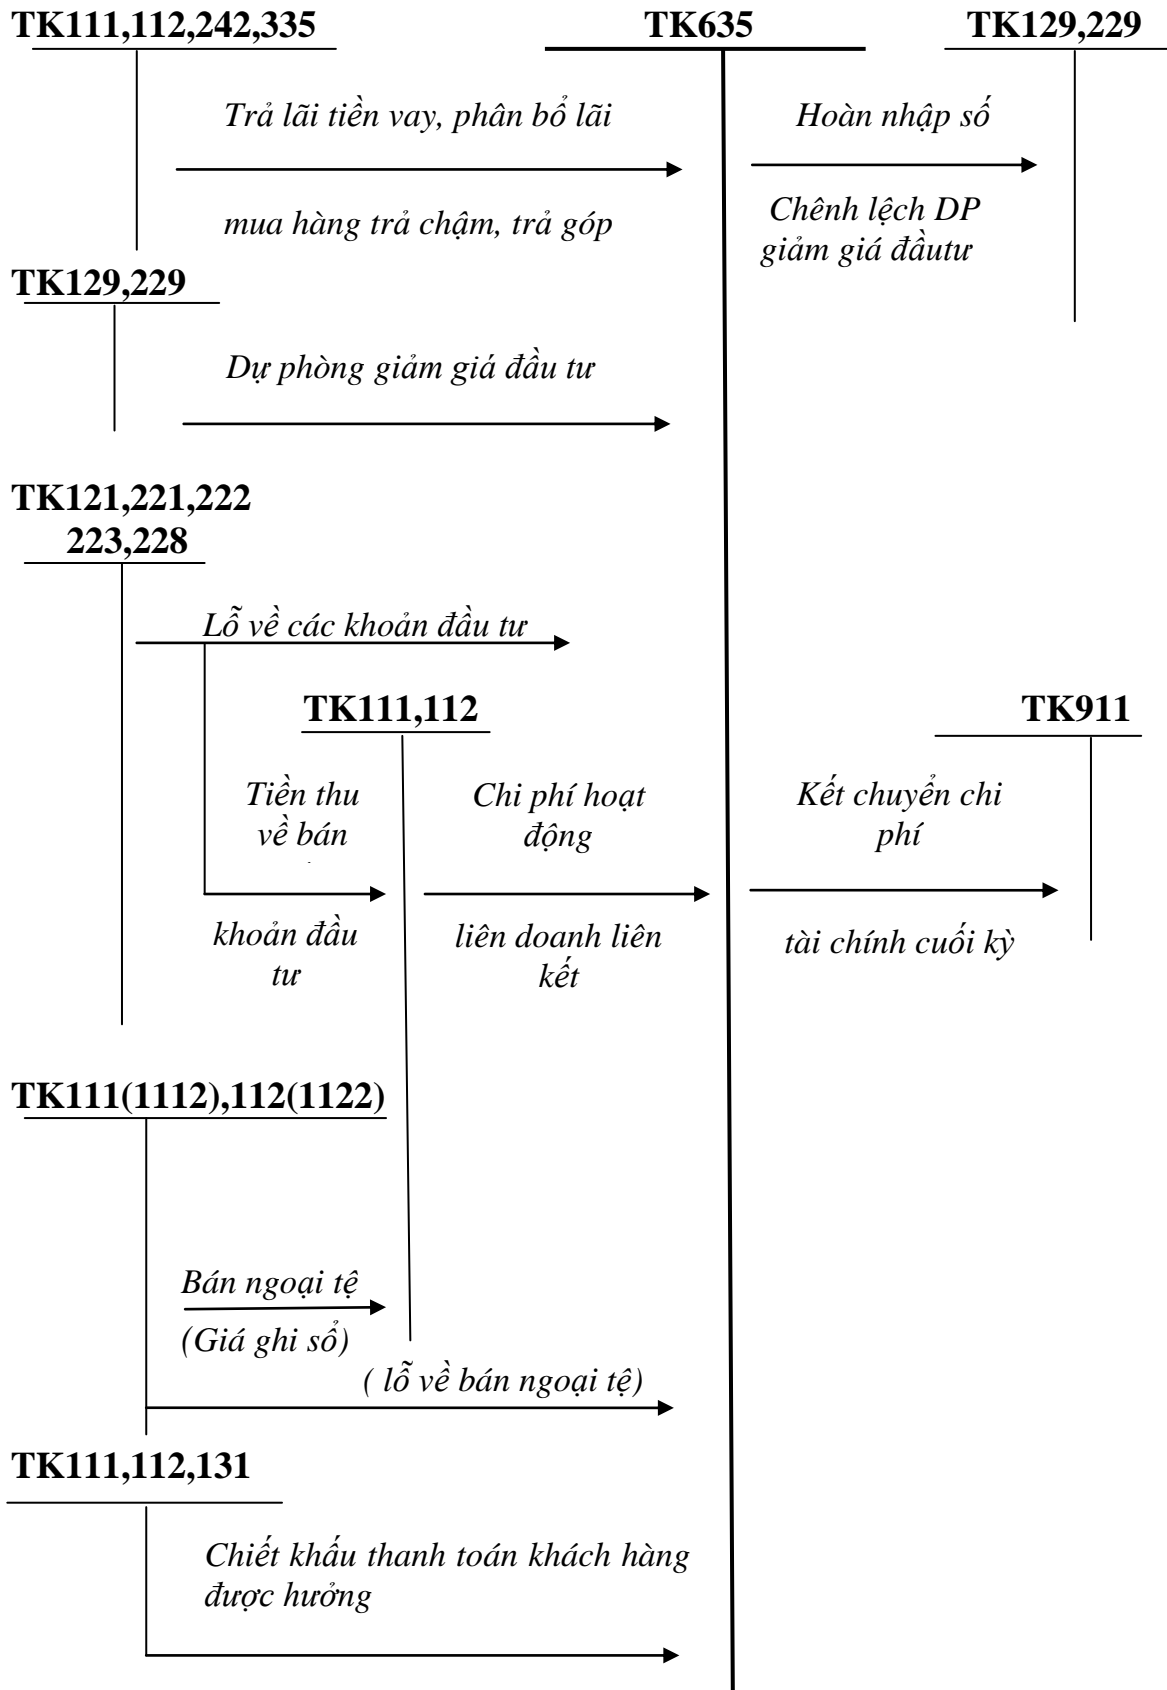 TK111,112,242,335
TK635
TK129,229
Trả lãi tiền vay, phân bổ lãi
mua hàng trả chậm, trả góp
Hoàn nhập số
Chênh lệch DP
giảm giá đầutư
TK129,229
Dự phòng giảm giá đầu tư
TK121,221,222
223,228
Lỗ về các khoản đầu tư
TK111,112
TK911
Tiền thu
về bán
khoản đầu
tư
Chi phí hoạt
động
liên doanh liên
kết
Kết chuyển chi
phí
tài chính cuối kỳ
TK111(1112),112(1122)
Bán ngoại tệ
(Giá ghi sổ)
( lỗ về bán ngoại tệ)
TK111,112,131
Chiết khấu thanh toán khách hàng
được hưởng